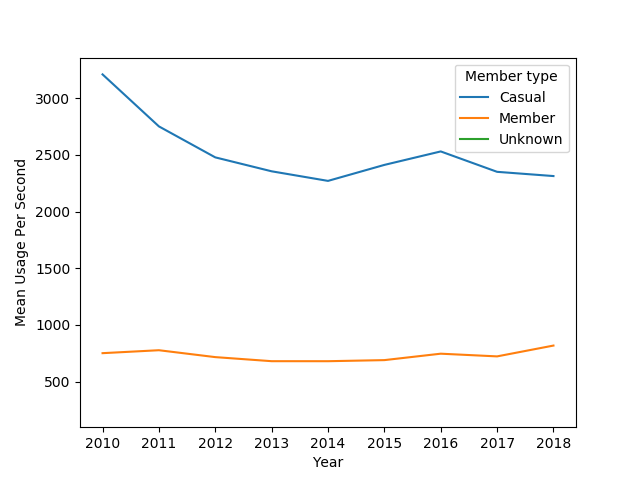 Member type
Casual
Member
Unknown
3000
2500
2000
1500
1000
500
Mean Usage Per Second
2010 2011 2012 2013 2014 2015 2016 2017 2018
Year